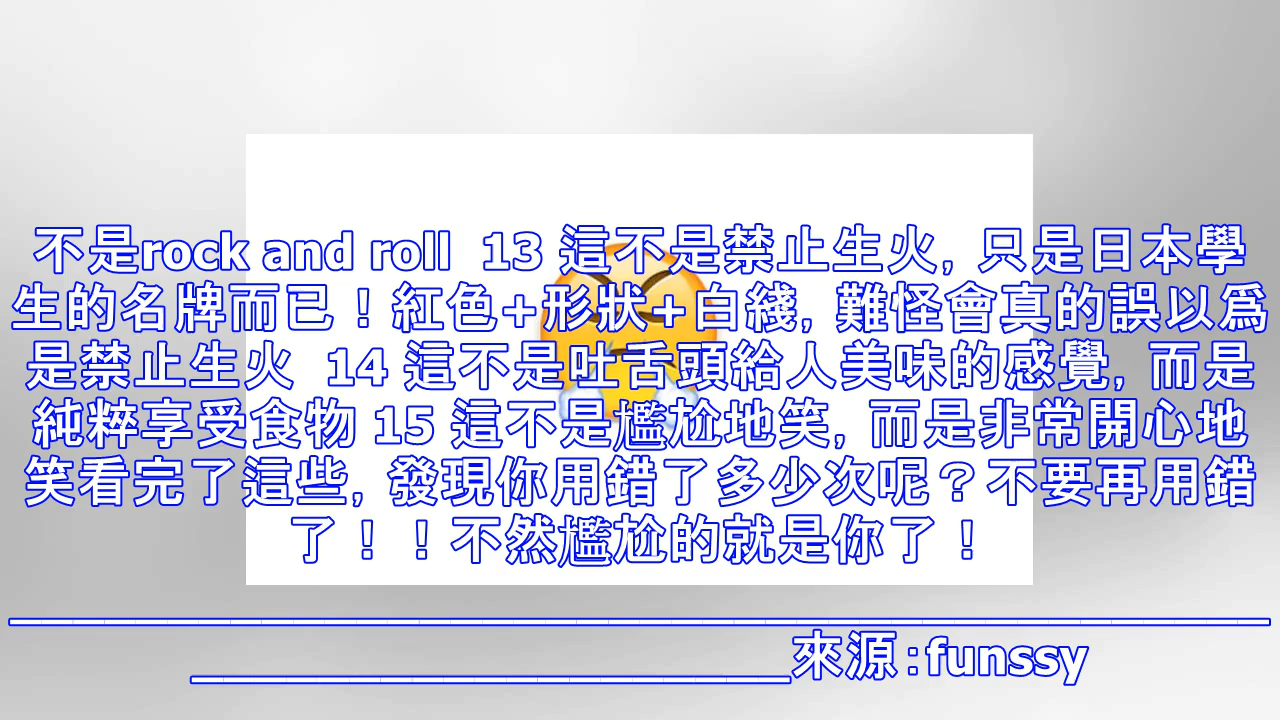 不是rock and roll 13 這不是禁止生火, 只是日本學
生的名牌而已！紅色+形狀+白綫, 難怪會真的誤以爲
是禁止生火 14 這不是吐舌頭給人美味的感覺, 而是
純粹享受食物 15 這不是尷尬地笑, 而是非常開心地
笑看完了這些, 發現你用錯了多少次呢？不要再用錯
了！！不然尷尬的就是你了！
來源:funssy